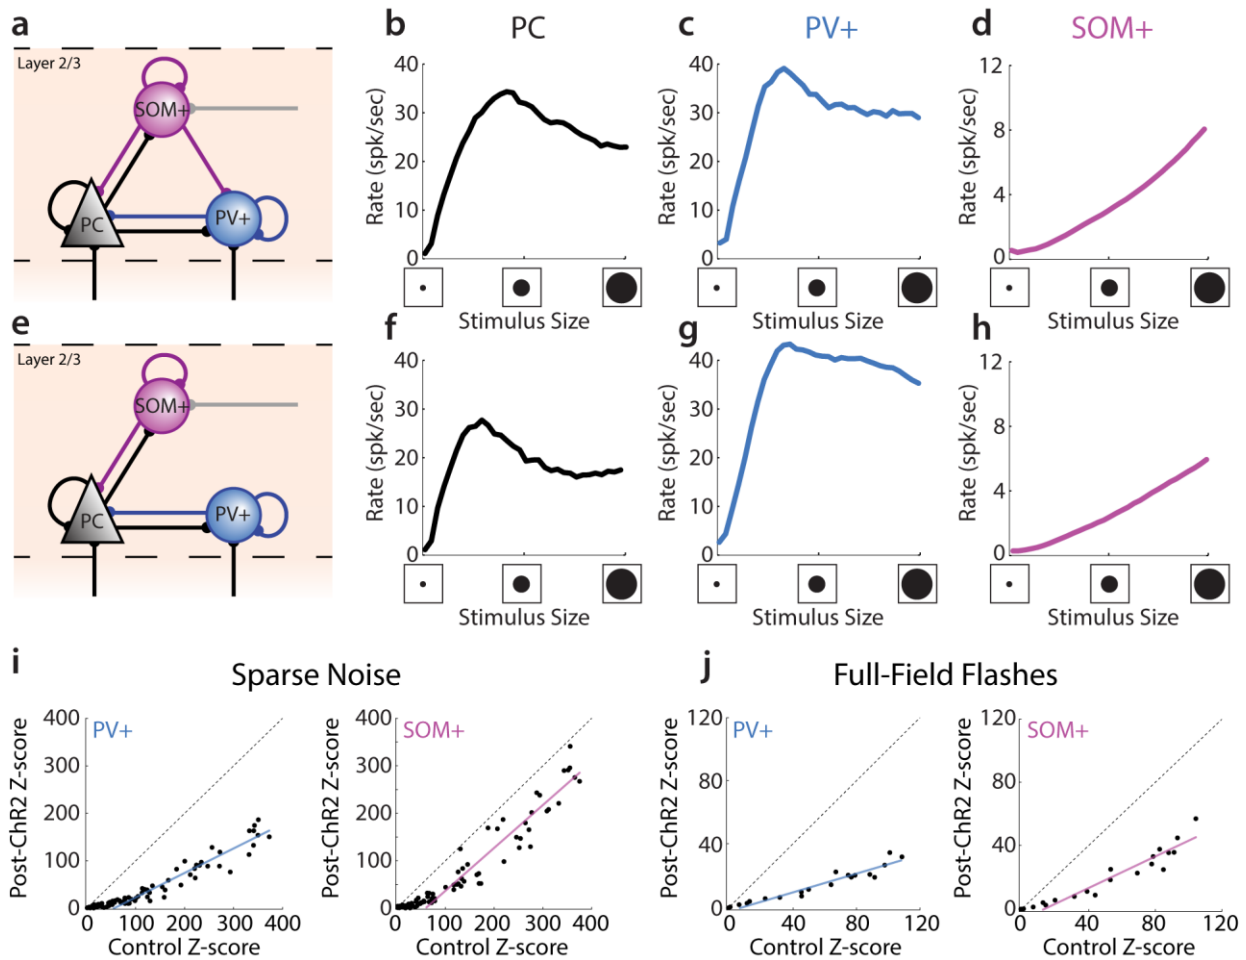 a
Layer 2/3
SOM+
PC
PV+
b
PC
Rate (spk/sec)
40
30
20
10
0
Stimulus Size
c
PV+
Rate (spk/sec)
40
30
20
10
0
Stimulus Size
d
SOM+
Rate (spk/sec)
12
8
4
0
Stimulus Size
e
Layer 2/3
SOM+
PC
PV+
f
Rate (spk/sec)
40
30
20
10
0
Stimulus Size
g
Rate (spk/sec)
40
30
20
10
0
Stimulus Size
h
Rate (spk/sec)
12
8
4
0
Stimulus Size
i
Sparse Noise
PV+
Post-ChR2 Z-score
400
300
200
100
0
0 100 200 300 400
Control Z-score
SOM+
Post-ChR2 Z-score
400
300
200
100
0
0 100 200 300 400
Control Z-score
j
Full-Field Flashes
PV+
Post-ChR2 Z-score
120
80
40
0
0 40 80 120
Control Z-score
SOM+
Post-ChR2 Z-score
120
80
40
0
0 40 80 120
Control Z-score